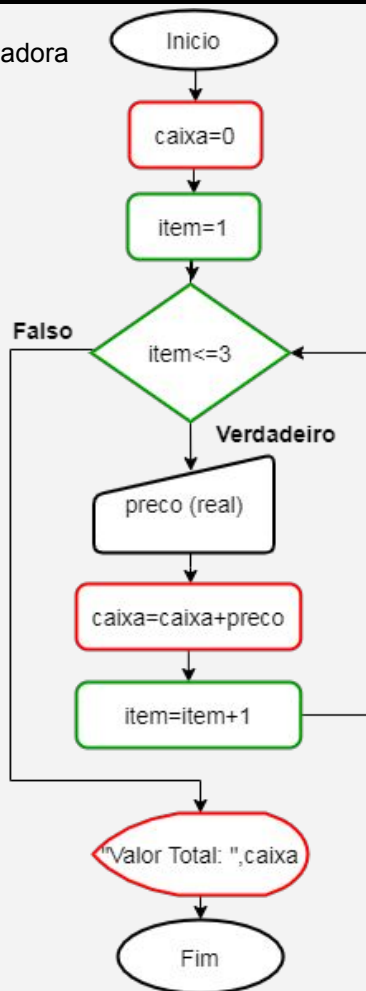 Inicio
adora
caixa=0
item=1
Falso
item<=3
Verdadeiro
preco (real)
caixa=caixa+preco
item=item+1
"Valor Total: ",caixa
Fim